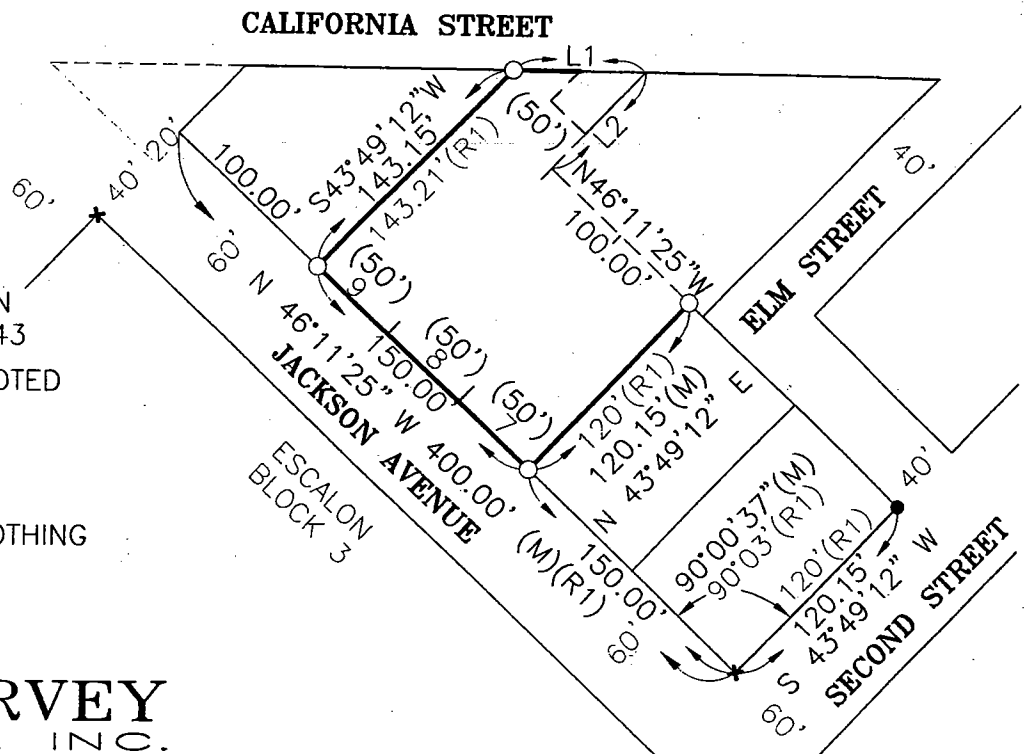 CALIFORNIA STREET
L1
L2
(50')
S43°49'12"W
143.15'
143.21'(R1)
20'
40'
60'
100.00'
60'
N46°11'25"W
100.00'
40'
ELM STREET
(50')
9
(50')
8
(50')
7
150.00'
N 46°11'25" W 400.00' (M)(R1)
JACKSON AVENUE
ESCALON
BLOCK 3
120'(R1)
120.15'(M)
N 43°49'12" E
N
43
OTED
OTHING
150.00'
60'
90°00'37"(M)
90°03'(R1)
120'(R1)
120.15'
S 43°49'12" W
40'
SECOND STREET
60'
RVEY
INC.